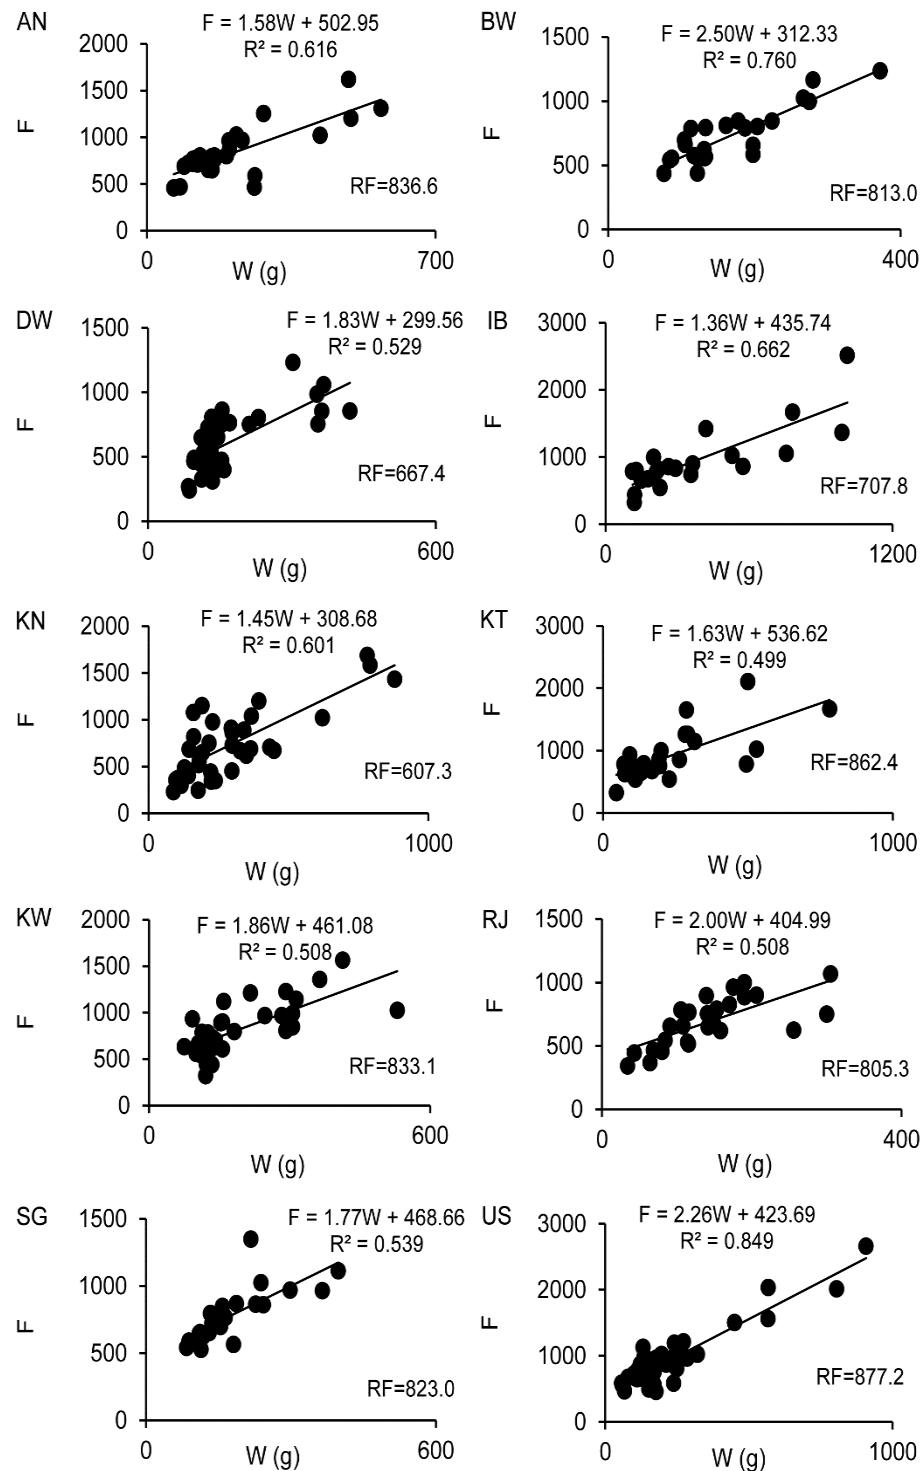 AN
F = 1.58W + 502.95
R² = 0.616
2000
1500
1000
500
0
F
RF=836.6
0
700
W (g)
BW
F = 2.50W + 312.33
R² = 0.760
1500
1000
500
0
F
RF=813.0
0
400
W (g)
DW
F = 1.83W + 299.56
R² = 0.529
1500
1000
500
0
F
RF=667.4
0
600
W (g)
IB
F = 1.36W + 435.74
R² = 0.662
3000
2000
1000
0
F
RF=707.8
0
1200
W (g)
KN
F = 1.45W + 308.68
R² = 0.601
2000
1500
1000
500
0
F
RF=607.3
0
1000
W (g)
KT
F = 1.63W + 536.62
R² = 0.499
3000
2000
1000
0
F
RF=862.4
0
1000
W (g)
KW
F = 1.86W + 461.08
R² = 0.508
2000
1500
1000
500
0
F
RF=833.1
0
600
W (g)
RJ
F = 2.00W + 404.99
R² = 0.508
1500
1000
500
0
F
RF=805.3
0
400
W (g)
SG
F = 1.77W + 468.66
R² = 0.539
1500
1000
500
0
F
RF=823.0
0
600
W (g)
US
F = 2.26W + 423.69
R² = 0.849
3000
2000
1000
0
F
RF=877.2
0
1000
W (g)